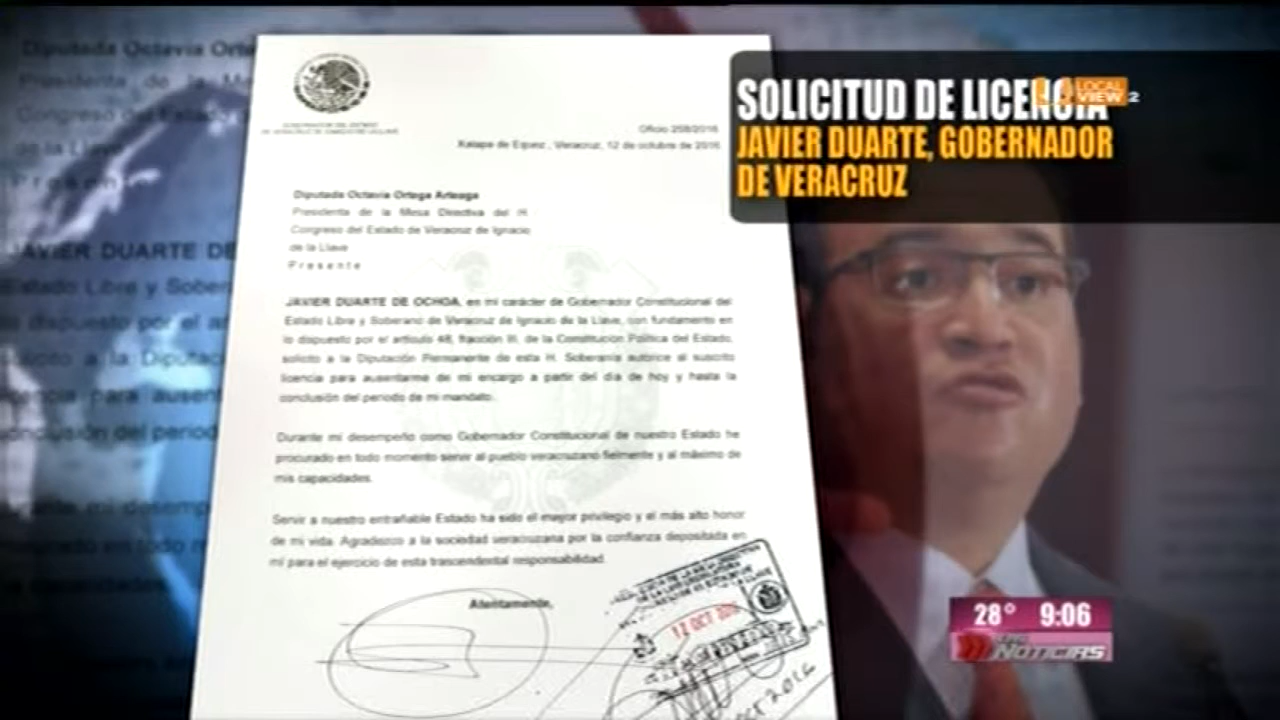 SOLICITUD DE LICENCIA
LOCAL
VIEW 2
JAVIER DUARTE, GOBERNADOR
DE VERACRUZ
GOBERNADOR DEL ESTADO
Oficio 258/2016
Xalapa de Eqüez., Veracruz, 12 de octubre de 2016
Diputada Octavia Ortega Arteaga
Presidenta de la Mesa Directiva del H.
Congreso del Estado de Veracruz de Ignacio
de la Llave
Presente
JAVIER DUARTE DE OCHOA, en mi carácter de Gobernador Constitucional del
Estado Libre y Soberano de Veracruz de Ignacio de la Llave, con fundamento en
lo dispuesto por el artículo 48, fracción III, de la Constitución Política del Estado,
solicito a la Diputación Permanente de esta H. Soberanía autorice al suscrito
licencia para ausentarme de mi encargo a partir del día de hoy y hasta la
conclusión del periodo de mi mandato.
Durante mi desempeño como Gobernador Constitucional de nuestro Estado he
procurado en todo momento servir al pueblo veracruzano fielmente y al máximo de
mis capacidades.
Servir a nuestro entrañable Estado ha sido el mayor privilegio y el más alto honor
de mi vida. Agradezco a la sociedad veracruzana por la confianza depositada en
mí para el ejercicio de esta trascendental responsabilidad.
Atentamente,
12 OCT 2016
28° 9:06
NOTICIAS